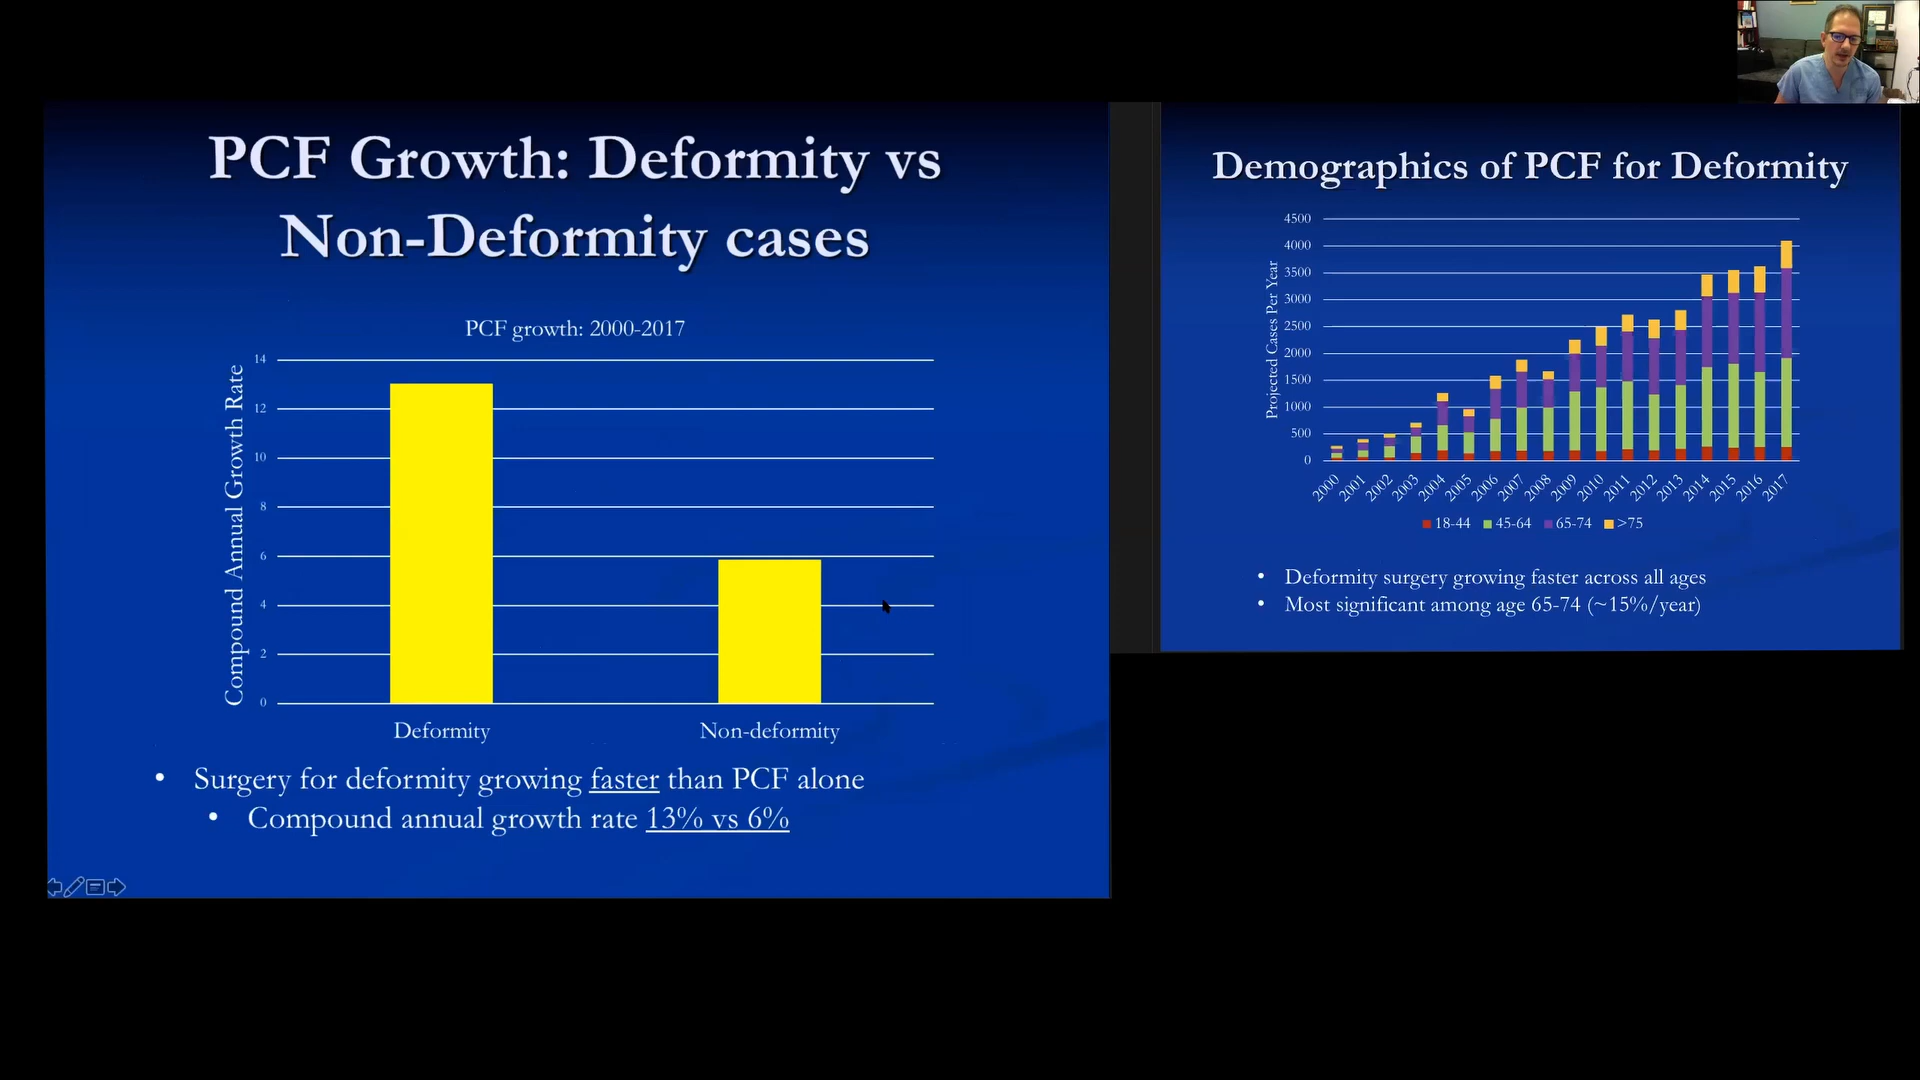 PCF Growth: Deformity vs
Non-Deformity cases
PCF growth: 2000-2017
Compound Annual Growth Rate
14
12
10
8
6
4
2
0
Deformity
Non-deformity
• Surgery for deformity growing faster than PCF alone
• Compound annual growth rate 13% vs 6%
Demographics of PCF for Deformity
Projected Cases Per Year
4500
4000
3500
3000
2500
2000
1500
1000
500
0
2000
2001
2002
2003
2004
2005
2006
2007
2008
2009
2010
2011
2012
2013
2014
2015
2016
2017
18-44 45-64 65-74 >75
• Deformity surgery growing faster across all ages
• Most significant among age 65-74 (~15%/year)